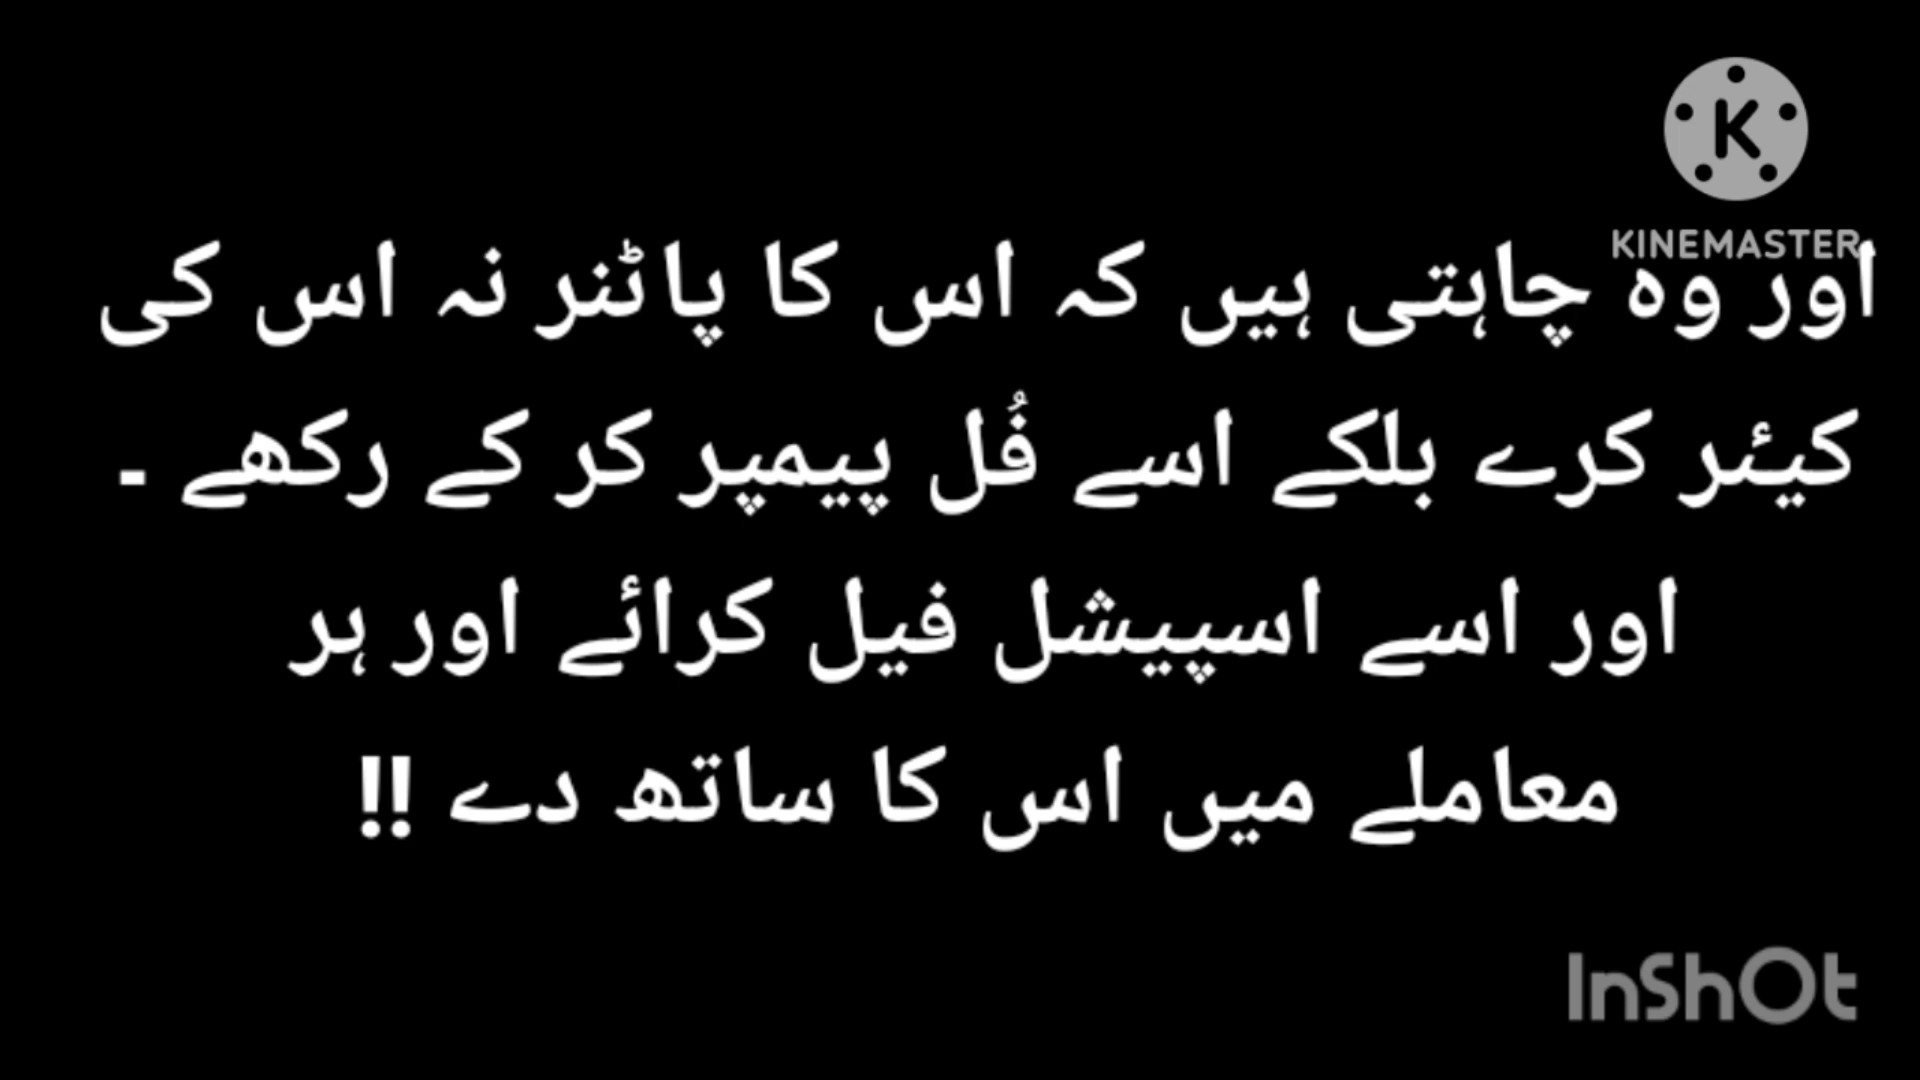 KINEMASTER
اور وہ چاہتی ہیں کہ اس کا پاٹنر نہ اس کی
کیئر کرے بلکے اسے فُل پیمپر کر کے رکھے ۔
اور اسے اسپیشل فیل کرائے اور ہر
معاملے میں اس کا ساتھ دے !!
InShOt